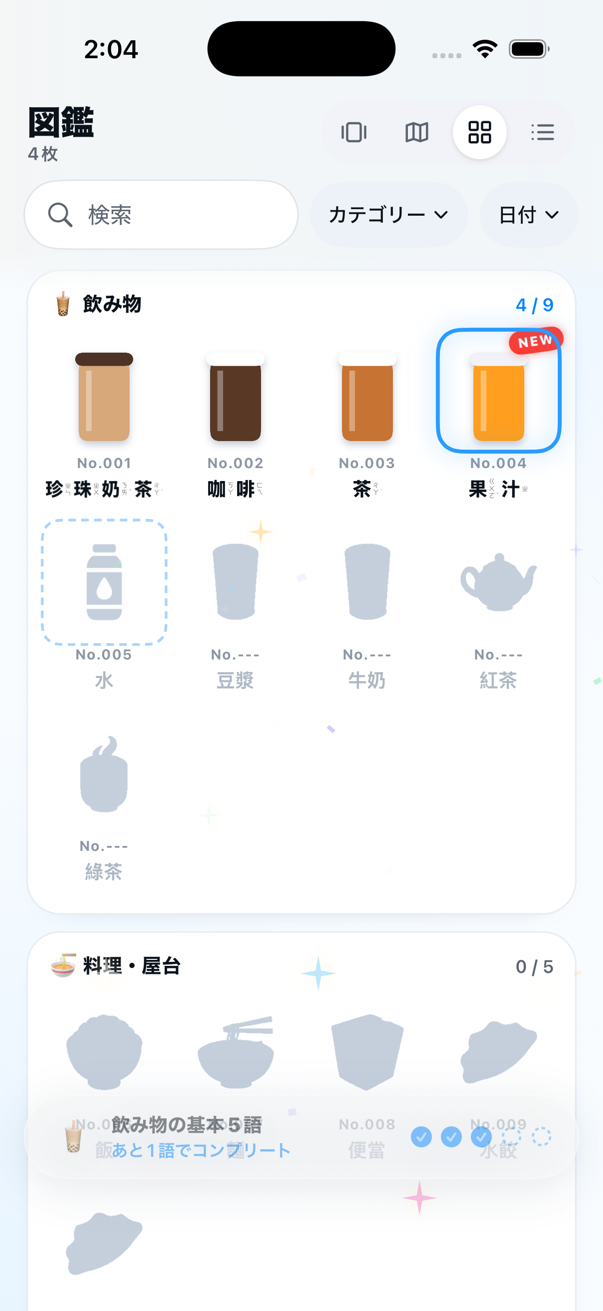 2:04
図鑑
4枚
検索
カテゴリー
日付
飲み物
4 / 9
NEW
No.001
No.002
No.003
No.004
珍珠奶茶
咖啡
茶
果汁
No.005
No.---
No.---
No.---
水
豆漿
牛奶
紅茶
No.---
綠茶
料理・屋台
0 / 5
飲み物の基本5語
あと1語でコンプリート
No.008
No.009
飯
麵
便當
水餃